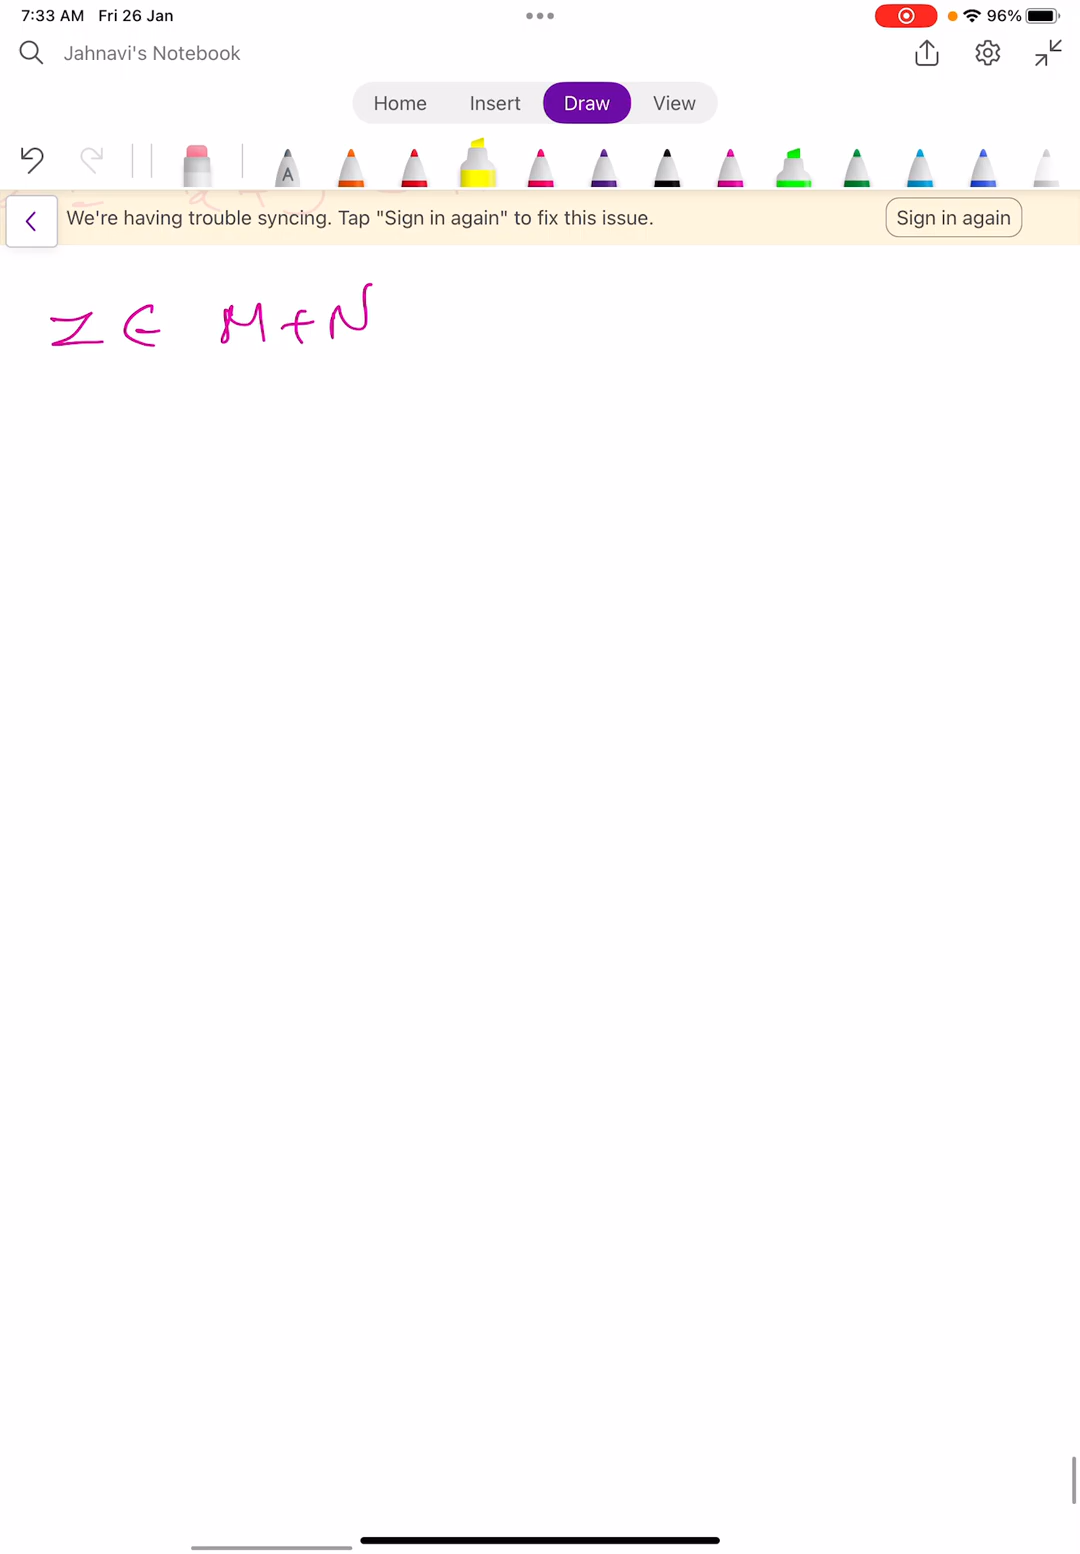 7:33 AM Fri 26 Jan 96%
Jahnavi's Notebook
Home Insert Draw View
A
We're having trouble syncing. Tap "Sign in again" to fix this issue. Sign in again
Z ∈ M + N